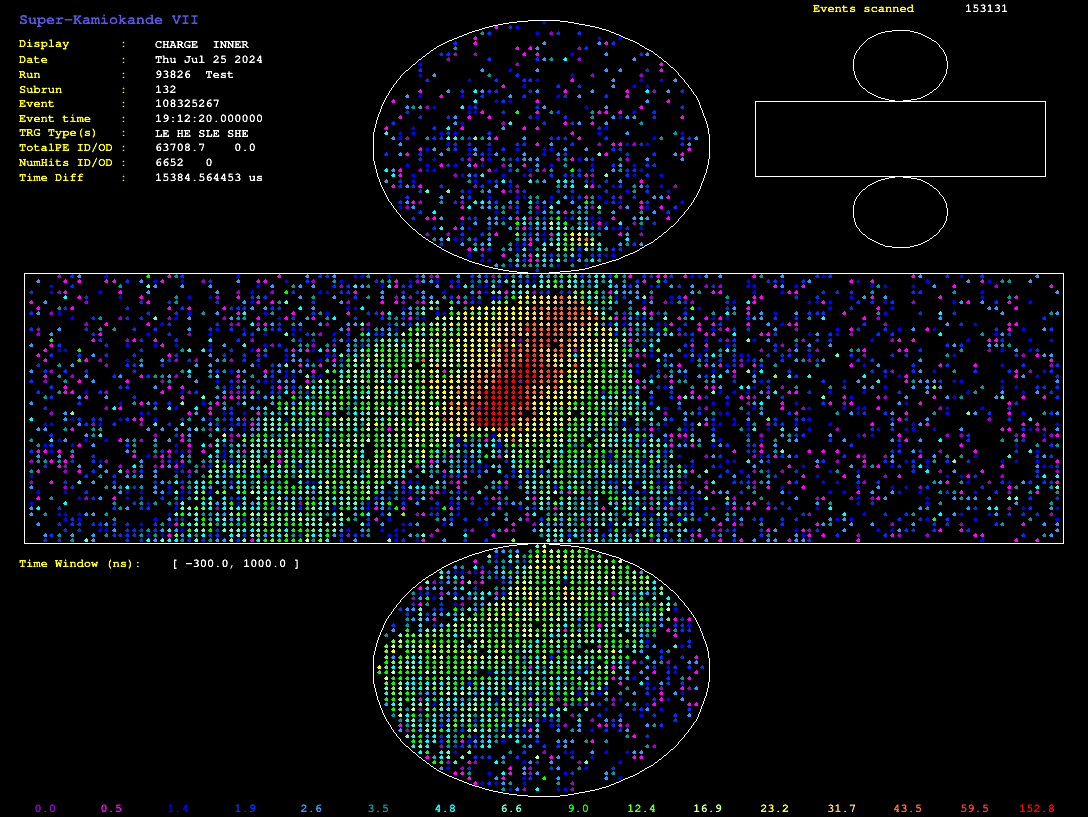 Super-Kamiokande VII
Events scanned 153131
Display : CHARGE INNER
Date : Thu Jul 25 2024
Run : 93826 Test
Subrun : 132
Event : 108325267
Event time : 19:12:20.000000
TRG Type(s) : LE HE SLE SHE
TotalPE ID/OD : 63708.7 0.0
NumHits ID/OD : 6652 0
Time Diff : 15384.564453 us
Time Window (ns): [ -300.0, 1000.0 ]
0.0 0.5 1.4 1.9 2.6 3.5 4.8 6.6 9.0 12.4 16.9 23.2 31.7 43.5 59.5 152.8